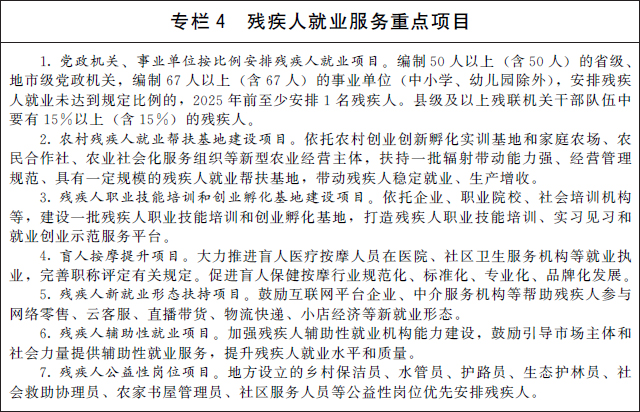 专栏4 残疾人就业服务重点项目
1. 党政机关、事业单位按比例安排残疾人就业项目。编制50人以上（含50人）的省级、
地市级党政机关，编制67人以上（含67人）的事业单位（中小学、幼儿园除外），安排残疾
人就业未达到规定比例的，2025年前至少安排1名残疾人。县级及以上残联机关干部队伍中
要有15%以上（含15%）的残疾人。
2. 农村残疾人就业帮扶基地建设项目。依托农村创业创新孵化实训基地和家庭农场、农
民合作社、农业社会化服务组织等新型农业经营主体，扶持一批辐射带动能力强、经营管理
规范、具有一定规模的残疾人就业帮扶基地，带动残疾人稳定就业、生产增收。
3. 残疾人职业技能培训和创业孵化基地建设项目。依托企业、职业院校、社会培训机构
等，建设一批残疾人职业技能培训和创业孵化基地，打造残疾人职业技能培训、实习见习和
就业创业示范服务平台。
4. 盲人按摩提升项目。大力推进盲人医疗按摩人员在医院、社区卫生服务机构等就业执
业，完善职称评定有关规定。促进盲人保健按摩行业规范化、标准化、专业化、品牌化发展。
5. 残疾人新就业形态扶持项目。鼓励互联网平台企业、中介服务机构等帮助残疾人参与
网络零售、云客服、直播带货、物流快递、小店经济等新就业形态。
6. 残疾人辅助性就业项目。加强残疾人辅助性就业机构能力建设，鼓励引导市场主体和
社会力量提供辅助性就业服务，提升残疾人就业水平和质量。
7. 残疾人公益性岗位项目。地方设立的乡村保洁员、水管员、护路员、生态护林员、社
会救助协理员、农家书屋管理员、社区服务人员等公益性岗位优先安排残疾人。